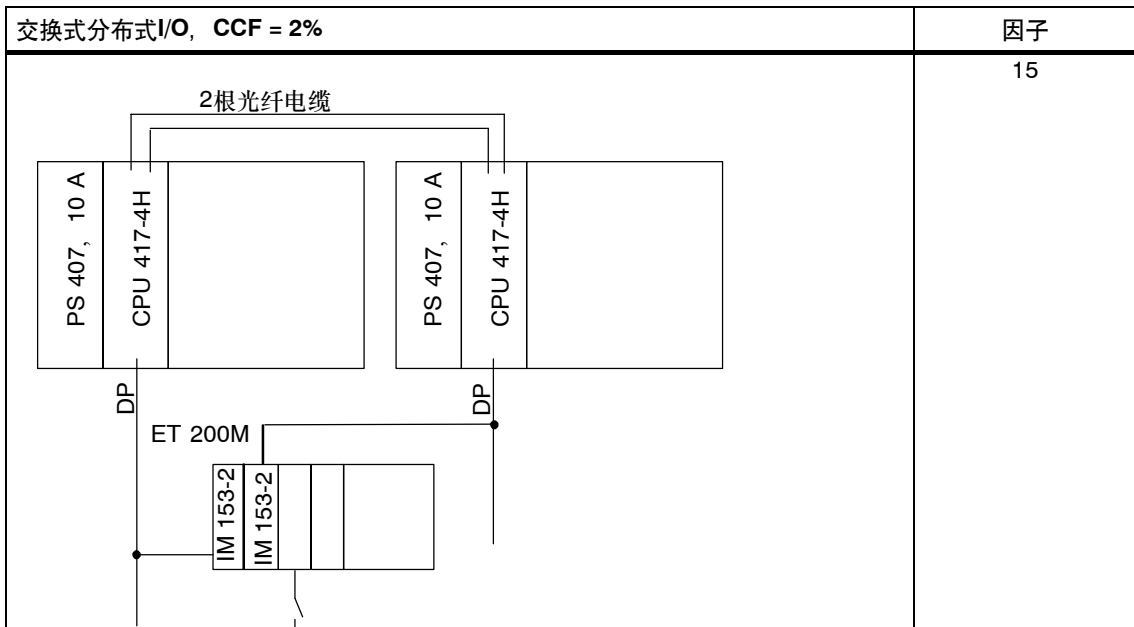 交换式分布式I/O，CCF = 2%
因子
15
2根光纤电缆
PS 407，10 A
CPU 417-4H
PS 407，10 A
CPU 417-4H
DP
DP
ET 200M
IM 153-2
IM 153-2